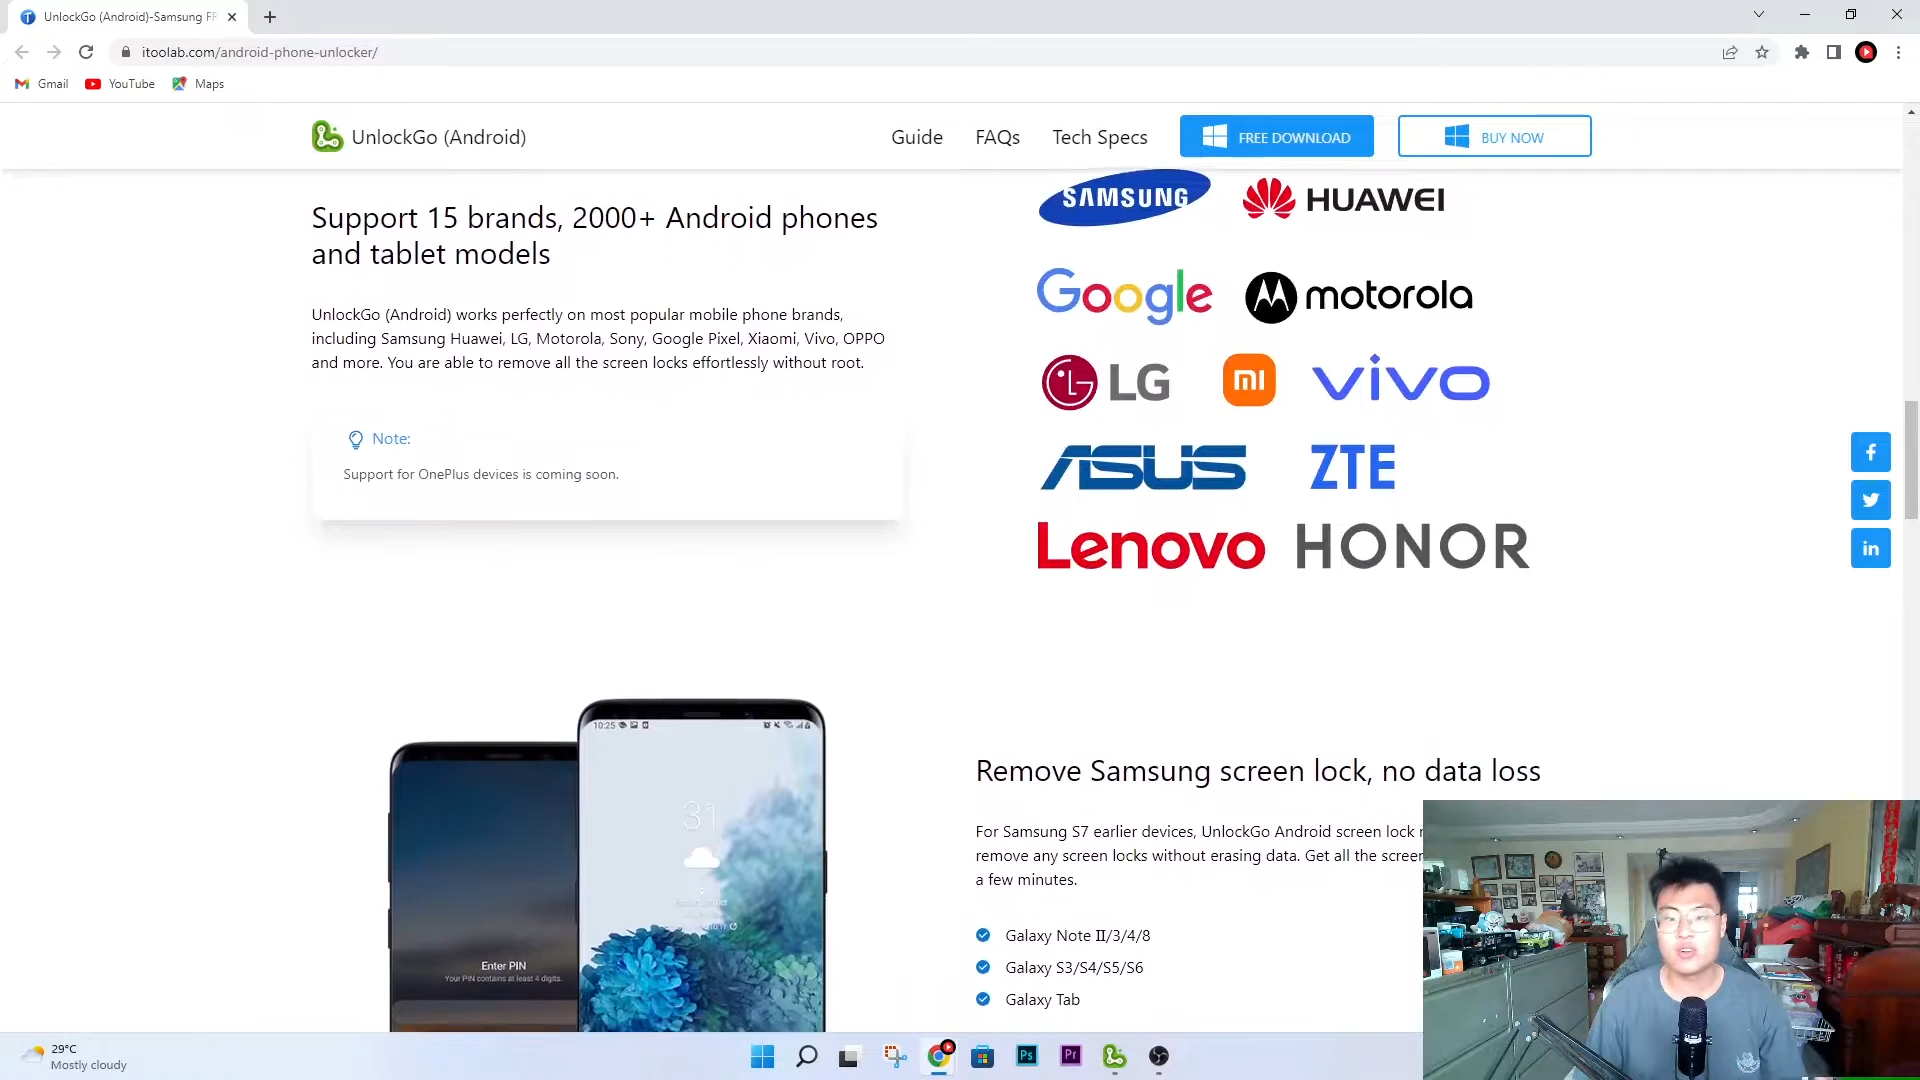 UnlockGo (Android)-Samsung FR
itoolab.com/android-phone-unlocker/
Gmail YouTube Maps
UnlockGo (Android)
Guide FAQs Tech Specs FREE DOWNLOAD BUY NOW
Support 15 brands, 2000+ Android phones
and tablet models
UnlockGo (Android) works perfectly on most popular mobile phone brands,
including Samsung Huawei, LG, Motorola, Sony, Google Pixel, Xiaomi, Vivo, OPPO
and more. You are able to remove all the screen locks effortlessly without root.
Note:
Support for OnePlus devices is coming soon.
SAMSUNG HUAWEI
Google motorola
LG mi vivo
ASUS ZTE
Lenovo HONOR
10:25
31
Enter PIN
Your PIN contains at least 4 digits.
Remove Samsung screen lock, no data loss
For Samsung S7 earlier devices, UnlockGo Android screen lock
remove any screen locks without erasing data. Get all the screen
a few minutes.
Galaxy Note II/3/4/8
Galaxy S3/S4/S5/S6
Galaxy Tab
f
in
29°C
Mostly cloudy
Ps Pr